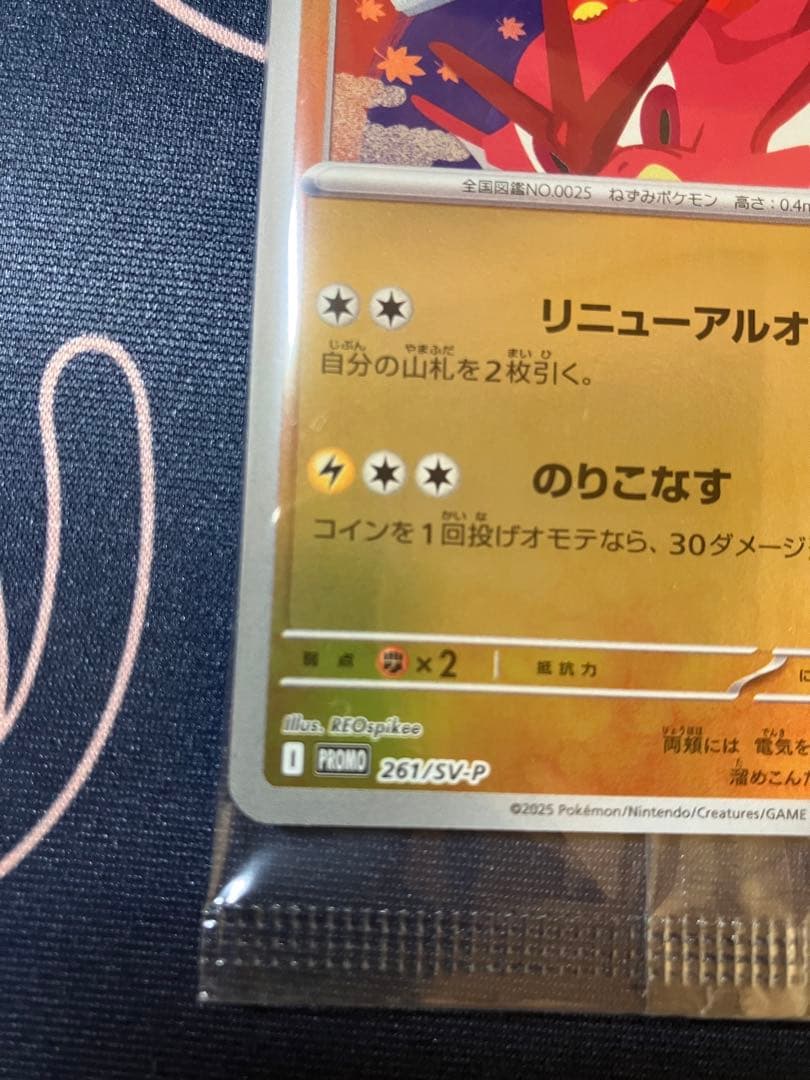 全国図鑑NO.0025 ねずみポケモン 高さ：0.4m
リニューアルオ
自分の山札を2枚引く。
のりこなす
コインを1回投げオモテなら、30ダメージ
弱点 ×2 抵抗力 に
Illus. REOspikee
両頬には 電気を
溜めこんだ
I PROMO 261/SV-P
©2025 Pokémon/Nintendo/Creatures/GAME